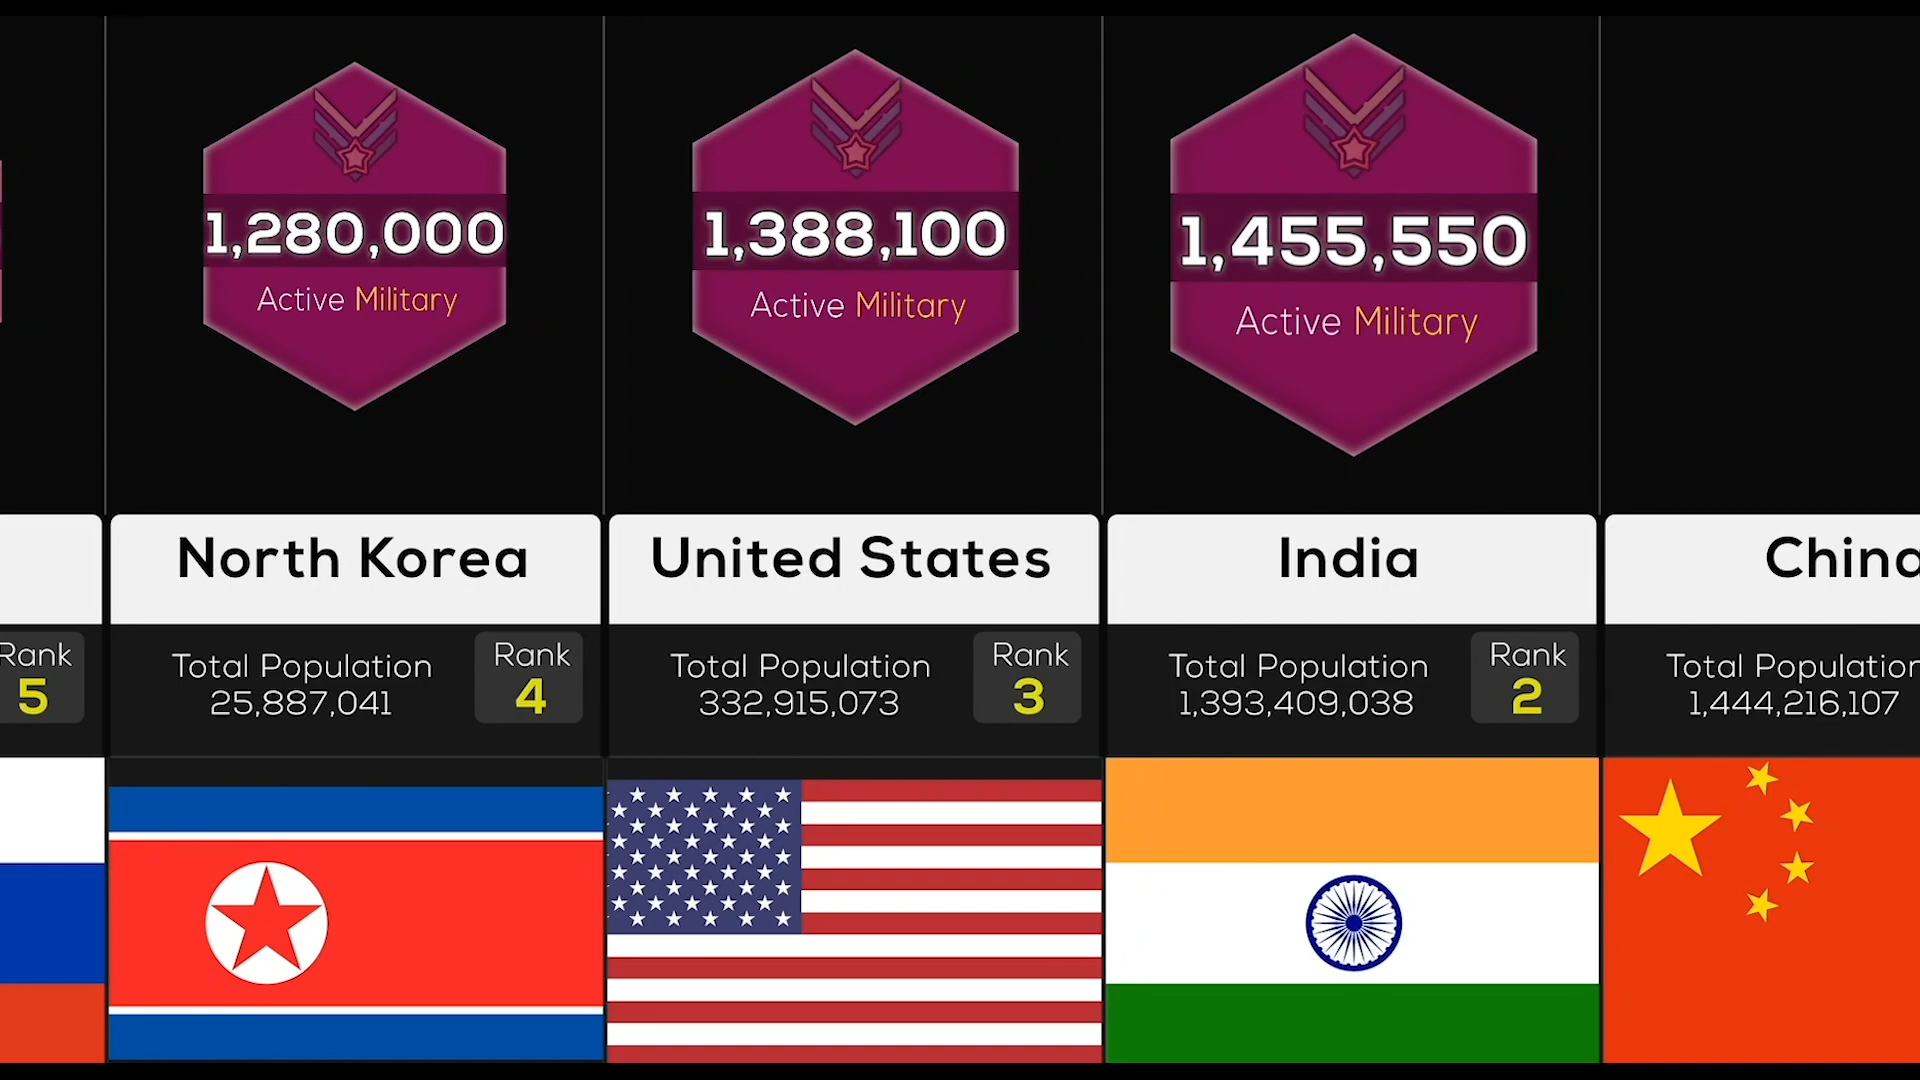 1,280,000
Active Military
1,388,100
Active Military
1,455,550
Active Military
North Korea
United States
India
Rank
5
Total Population
25,887,041
Rank
4
Total Population
332,915,073
Rank
3
Total Population
1,393,409,038
Rank
2
Total
1,444,216,107